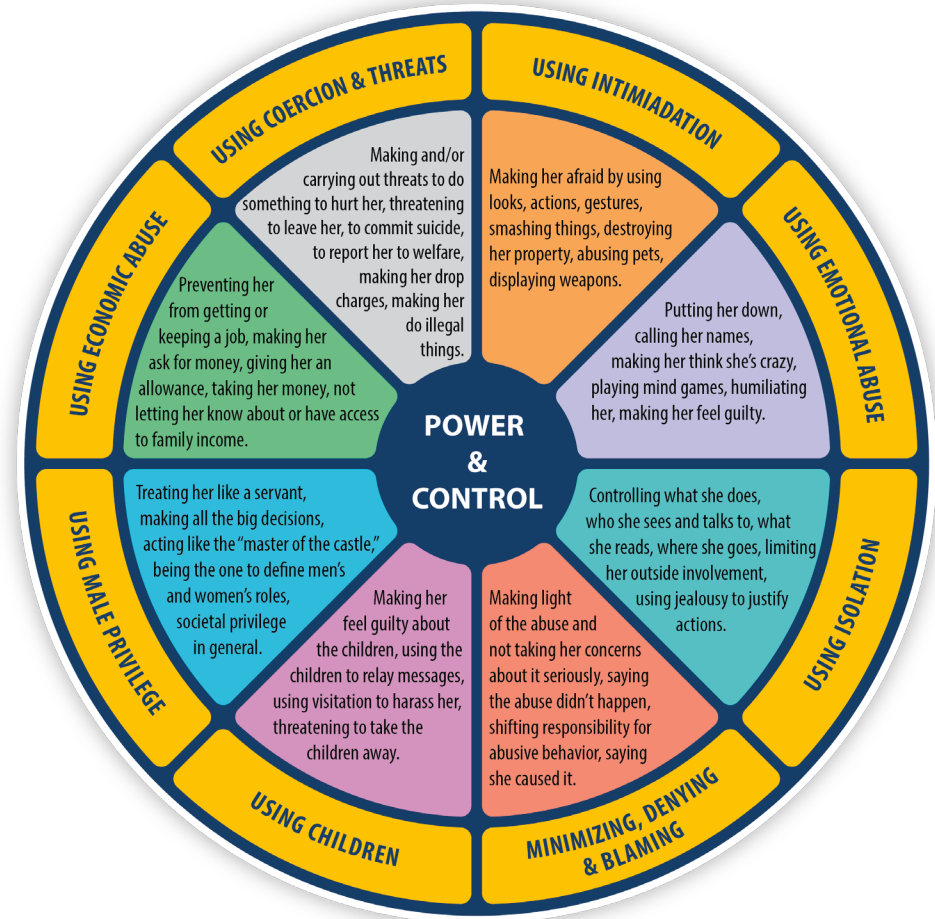 POWER
&
CONTROL
USING COERCION & THREATS
Making and/or
carrying out threats to do
something to hurt her, threatening
to leave her, to commit suicide,
to report her to welfare,
making her drop
charges, making her
do illegal
things.
USING INTIMIADATION
Making her afraid by using
looks, actions, gestures,
smashing things, destroying
her property, abusing pets,
displaying weapons.
USING EMOTIONAL ABUSE
Putting her down,
calling her names,
making her think she's crazy,
playing mind games, humiliating
her, making her feel guilty.
USING ISOLATION
Controlling what she does,
who she sees and talks to, what
she reads, where she goes, limiting
her outside involvement,
using jealousy to justify
actions.
MINIMIZING, DENYING
& BLAMING
Making light
of the abuse and
not taking her concerns
about it seriously, saying
the abuse didn't happen,
shifting responsibility for
abusive behavior, saying
she caused it.
USING CHILDREN
Making her
feel guilty about
the children, using the
children to relay messages,
using visitation to harass her,
threatening to take the
children away.
USING MALE PRIVILEGE
Treating her like a servant,
making all the big decisions,
acting like the "master of the castle,"
being the one to define men's
and women's roles,
societal privilege
in general.
USING ECONOMIC ABUSE
Preventing her
from getting or
keeping a job, making her
ask for money, giving her an
allowance, taking her money, not
letting her know about or have access
to family income.